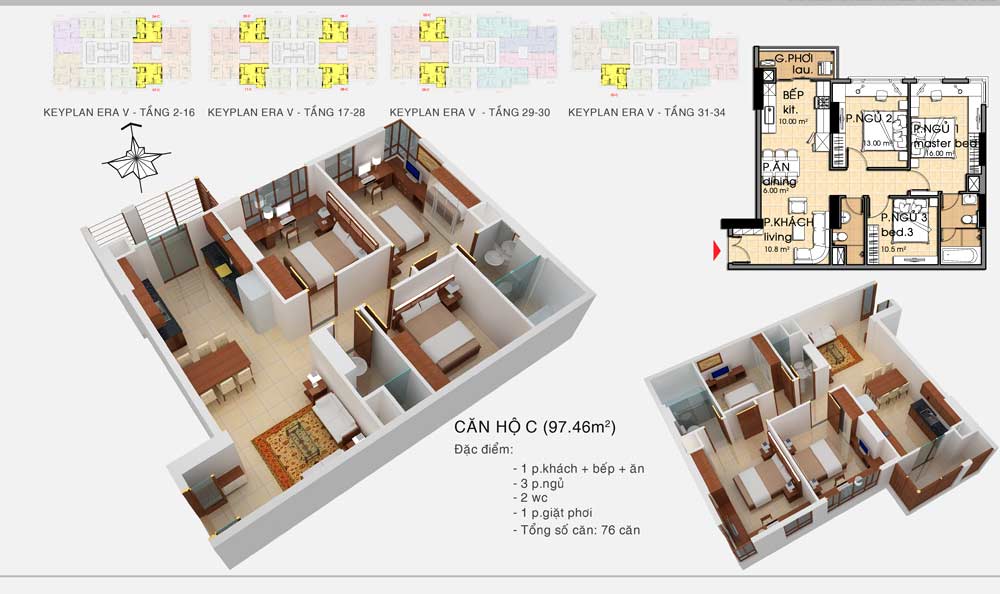 KEYPLAN ERA V - TẦNG 2-16
KEYPLAN ERA V - TẦNG 17-28
KEYPLAN ERA V - TẦNG 29-30
KEYPLAN ERA V - TẦNG 31-34
G.PHƠI
lau.
BẾP
kit.
10.00 m²
P.NGỦ 2
13.00 m²
P.NGỦ 1
master bed
16.00 m²
P.ĂN
dining
6.00 m²
P.KHÁCH
living
10.8 m²
P.NGỦ 3
bed.3
10.5 m²
CĂN HỘ C (97.46m²)
Đặc điểm:
- 1 p.khách + bếp + ăn
- 3 p.ngủ
- 2 wc
- 1 p.giặt phơi
- Tổng số căn: 76 căn